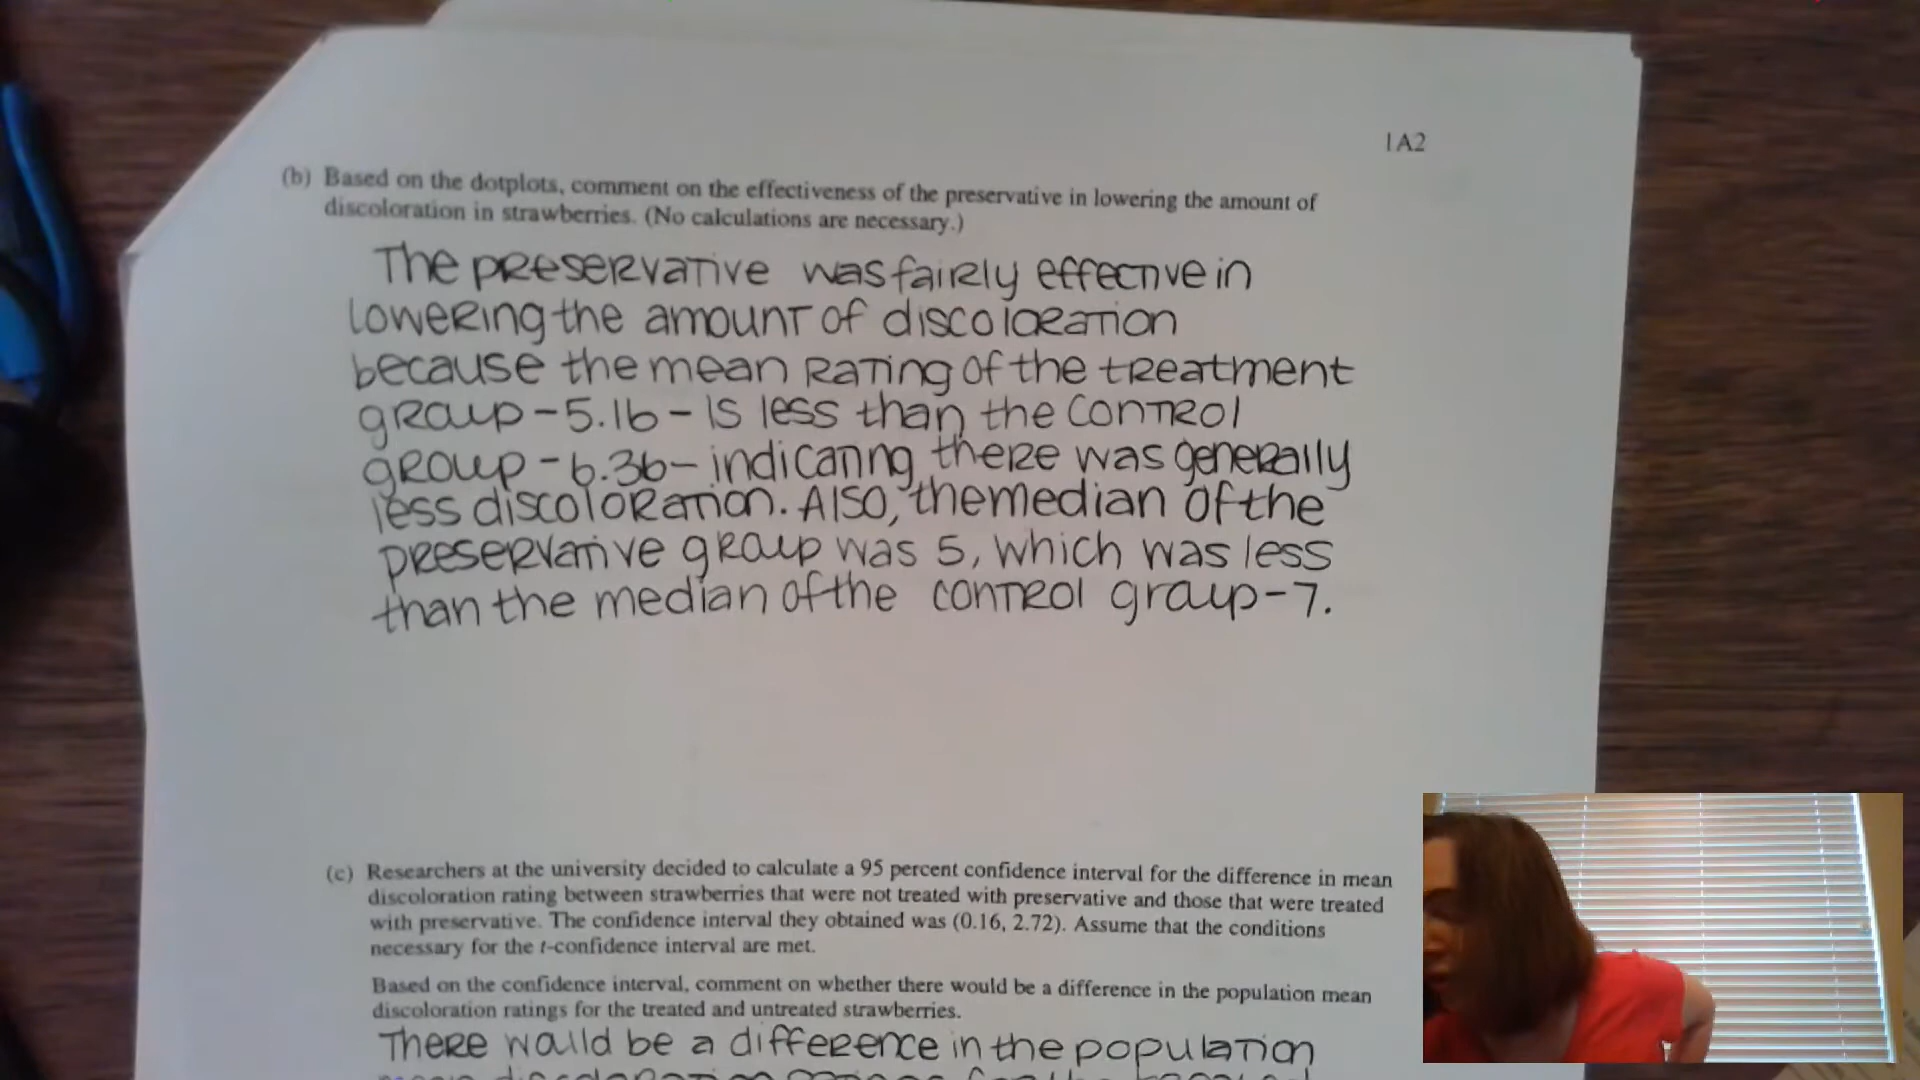 1A2
(b) Based on the dotplots, comment on the effectiveness of the preservative in lowering the amount of
discoloration in strawberries. (No calculations are necessary.)
The preservative was fairly effective in
lowering the amount of discoloration
because the mean rating of the treatment
group-5.16-is less than the control
group-6.36-indicating there was generally
less discoloration. Also, the median of the
preservative group was 5, which was less
than the median of the control group-7.
(c) Researchers at the university decided to calculate a 95 percent confidence interval for the difference in mean
discoloration rating between strawberries that were not treated with preservative and those that were treated
with preservative. The confidence interval they obtained was (0.16, 2.72). Assume that the conditions
necessary for the t-confidence interval are met.
Based on the confidence interval, comment on whether there would be a difference in the population mean
discoloration ratings for the treated and untreated strawberries.
There would be a difference in the population